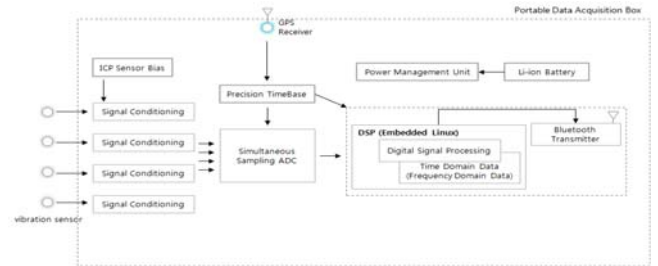 Portable Data Acquisition Box
GPS
Receiver
ICP Sensor Bias
Power Management Unit
Li-ion Battery
Precision TimeBase
Signal Conditioning
Signal Conditioning
Signal Conditioning
Signal Conditioning
vibration sensor
Simultaneous
Sampling ADC
DSP (Embedded Linux)
Digital Signal Processing
Time Domain Data
(Frequency Domain Data)
Bluetooth
Transmitter